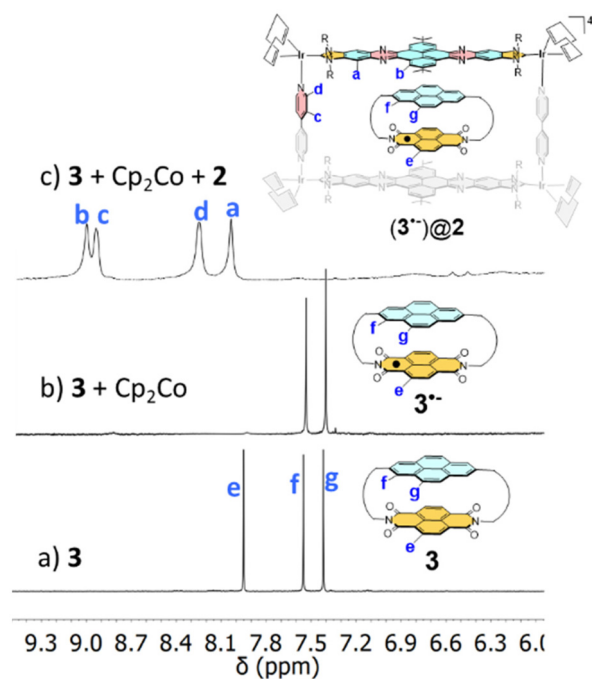 R R R R
]4
Ir N N N N N N N N Ir
R a b R
N d
c
f g
O O
N N
O O
e
Ir Ir
(3•-)@2
c) 3 + Cp2Co + 2
b c d a
f g
O O
N N
O O
e
3•-
b) 3 + Cp2Co
e f g
f g
O O
N N
O O
e
3
a) 3
9.3 9.0 8.7 8.4 8.1 7.8 7.5 7.2 6.9 6.6 6.3 6.0
δ (ppm)